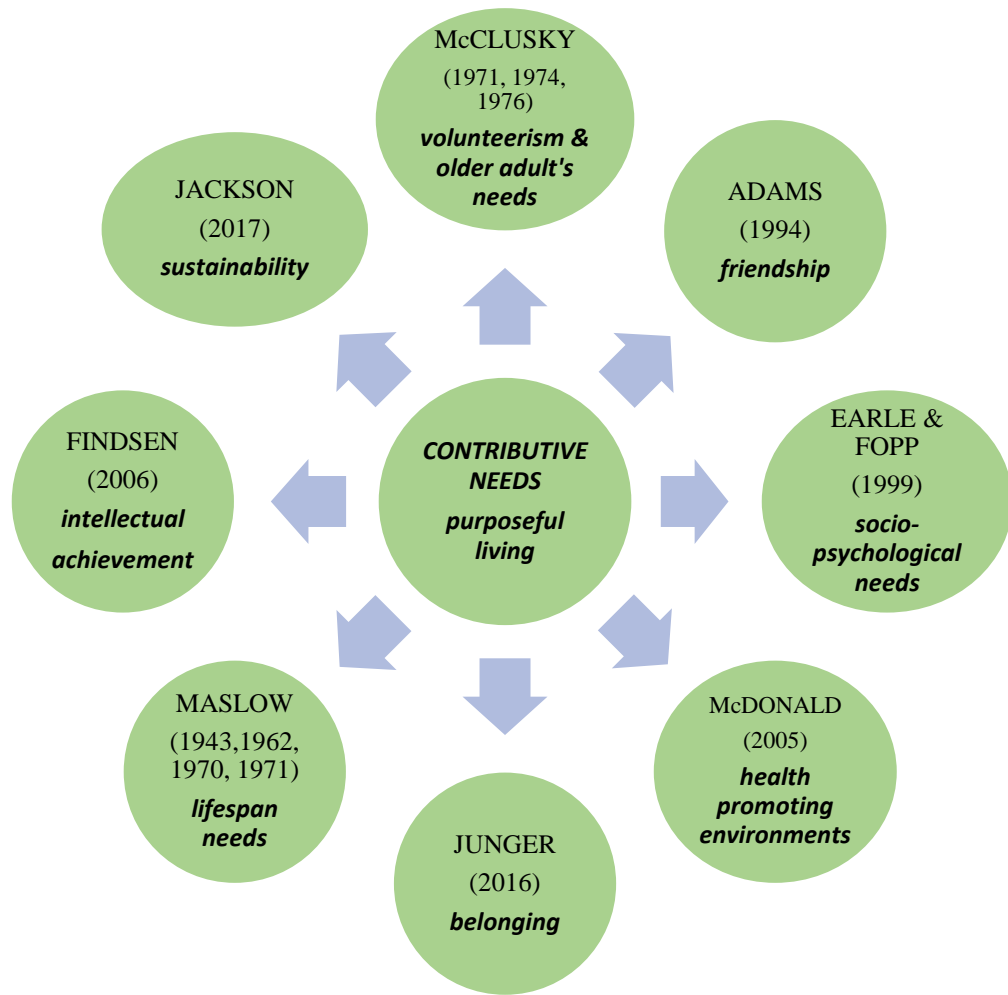 McCLUSKY
(1971, 1974,
1976)
volunteerism &
older adult's
needs
JACKSON
(2017)
sustainability
ADAMS
(1994)
friendship
FINDSEN
(2006)
intellectual
achievement
CONTRIBUTIVE
NEEDS
purposeful
living
EARLE &
FOPP
(1999)
socio-
psychological
needs
MASLOW
(1943,1962,
1970, 1971)
lifespan
needs
McDONALD
(2005)
health
promoting
environments
JUNGER
(2016)
belonging